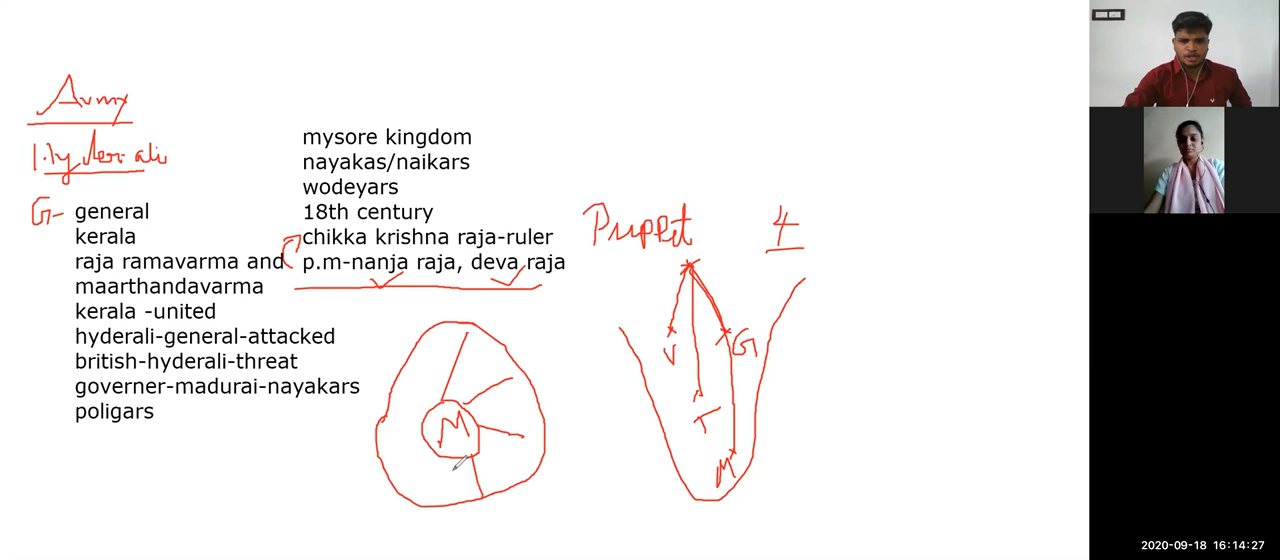 Army
Hyder ali
G- general
kerala
raja ramavarma and
maarthandavarma
kerala -united
hyderali-general-attacked
british-hyderali-threat
governer-madurai-nayakars
poligars
mysore kingdom
nayakas/naikars
wodeyars
18th century
chikka krishna raja-ruler
p.m-nanja raja, deva raja
M
4
V
G
T
M
2020-09-18 16:14:27